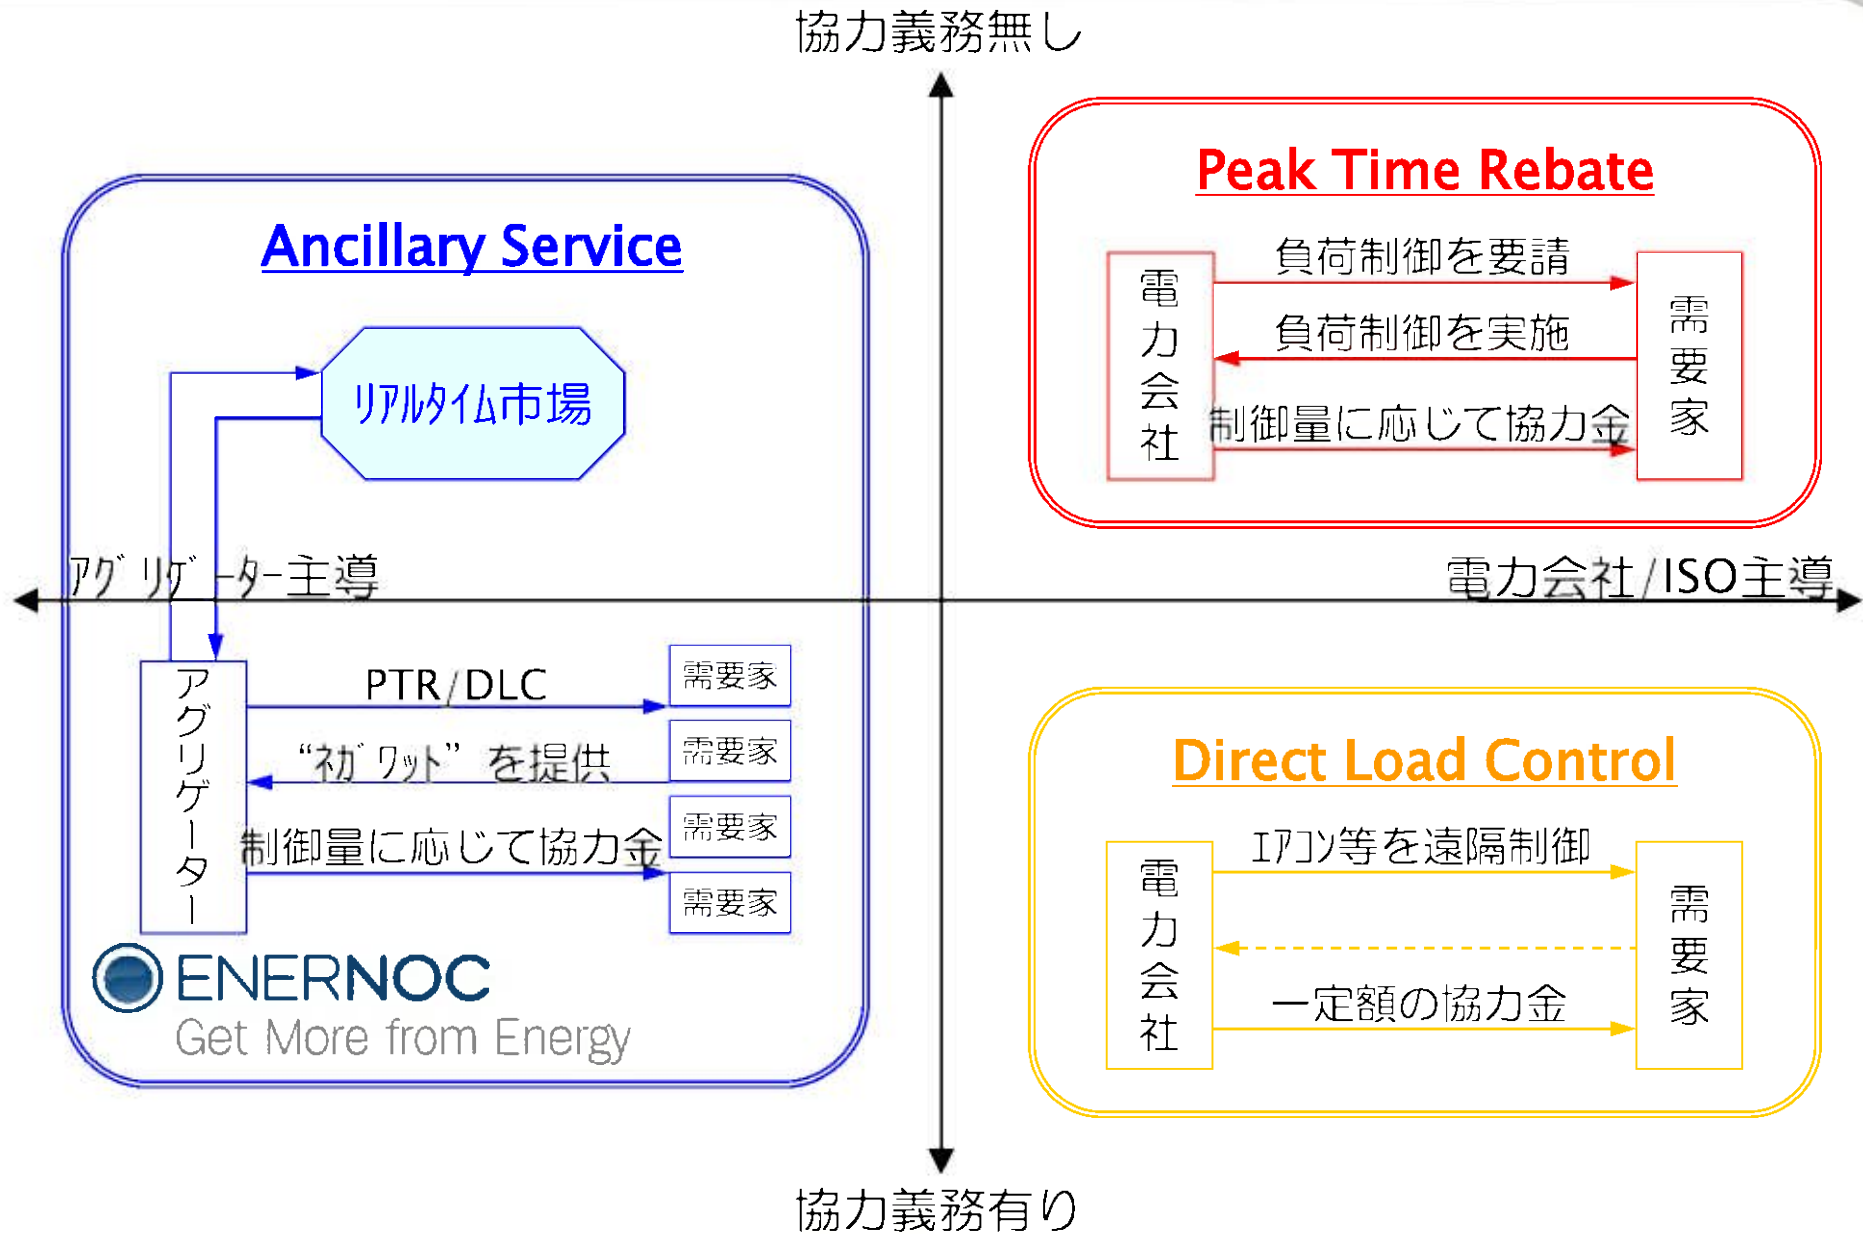 協力義務無し
Peak Time Rebate
電力会社
負荷制御を要請
負荷制御を実施
制御量に応じて協力金
需要家
Ancillary Service
リアルタイム市場
アグリゲーター主導
電力会社/ISO主導
アグリゲーター
PTR/DLC
“ネガワット”を提供
制御量に応じて協力金
需要家
需要家
需要家
需要家
ENERNOC
Get More from Energy
Direct Load Control
電力会社
エアコン等を遠隔制御
一定額の協力金
需要家
協力義務有り